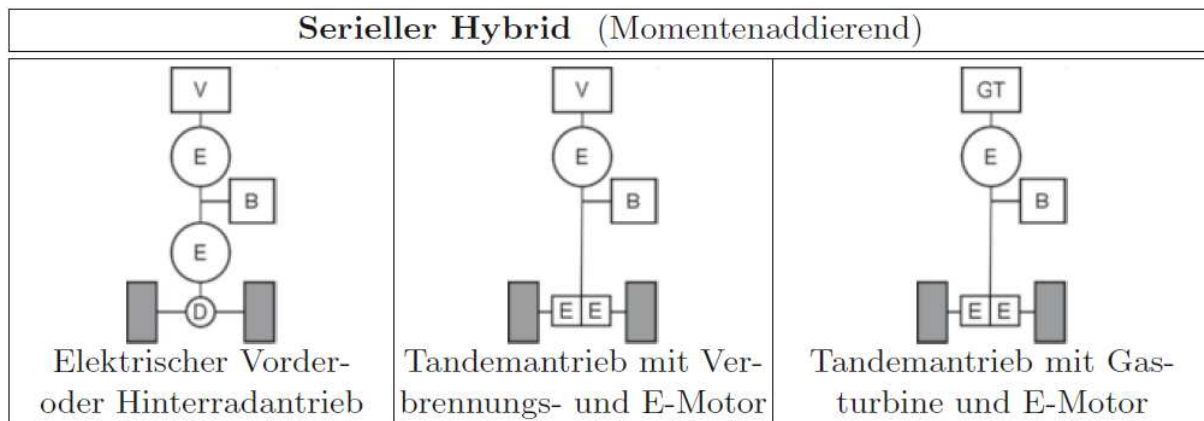 Serieller Hybrid (Momentenaddierend)
V
E
B
E
D
Elektrischer Vorder-
oder Hinterradantrieb
V
E
B
E E
Tandemantrieb mit Ver-
brennungs- und E-Motor
GT
E
B
E E
Tandemantrieb mit Gas-
turbine und E-Motor